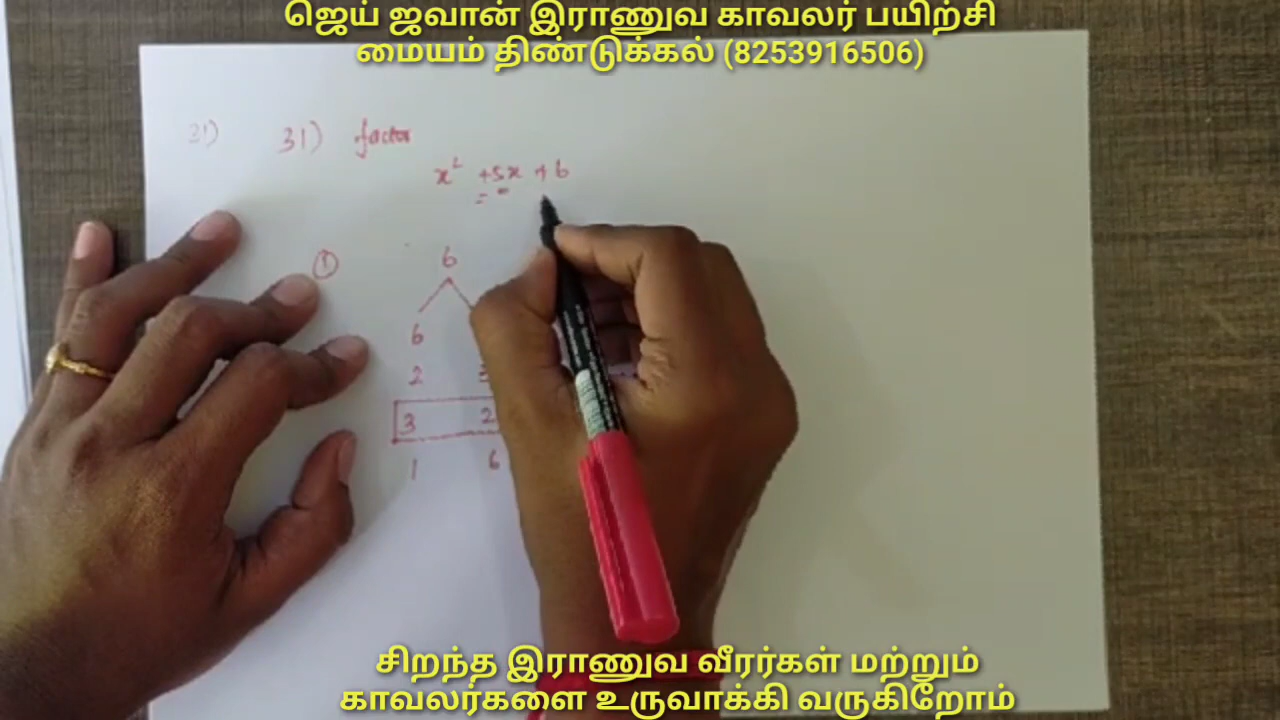 ஜெய் ஜவான் இராணுவ காவலர் பயிற்சி
மையம் திண்டுக்கல் (8253916506)
31) 31) factor
x² +5x + 6
6
6
2 3
3 2
1 6
சிறந்த இராணுவ வீரர்கள் மற்றும்
காவலர்களை உருவாக்கி வருகிறோம்